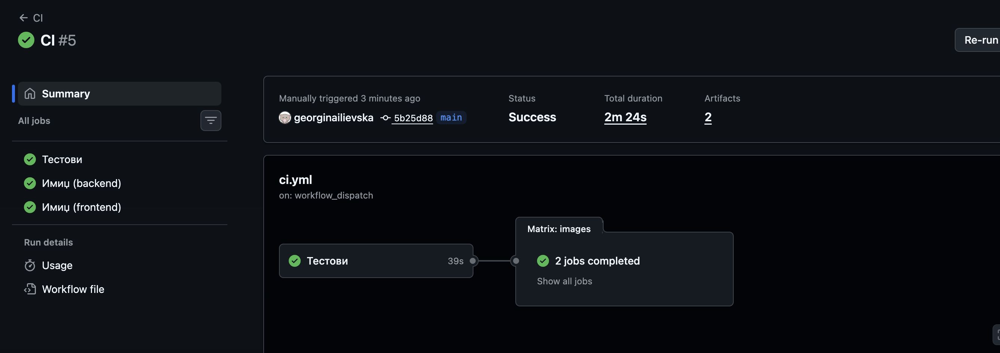 CI
CI #5
Re-run
Summary
All jobs
Тестови
Имиџ (backend)
Имиџ (frontend)
Run details
Usage
Workflow file
Manually triggered 3 minutes ago
georginailievska 5b25d88 main
Status
Success
Total duration
2m 24s
Artifacts
2
ci.yml
on: workflow_dispatch
Тестови 39s
Matrix: images
2 jobs completed
Show all jobs